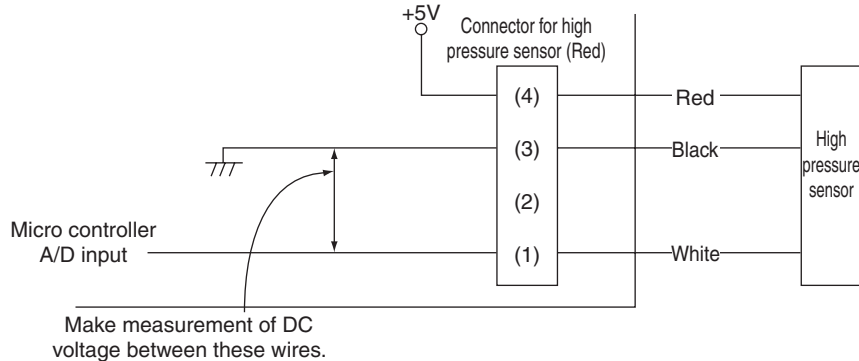 +5V
Connector for high
pressure sensor (Red)
(4)
Red
(3)
Black
High
pressure
sensor
(2)
Micro controller
A/D input
(1)
White
Make measurement of DC
voltage between these wires.